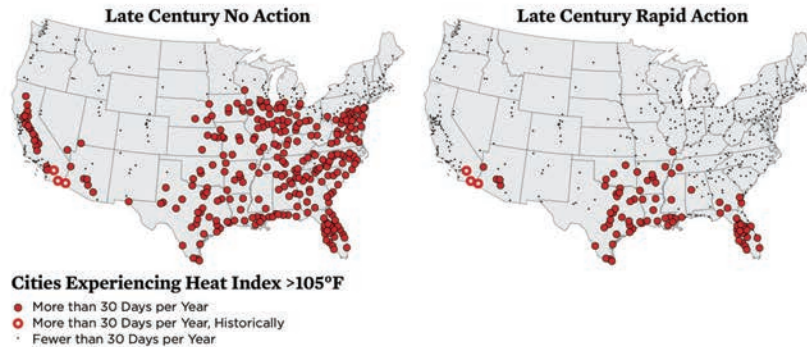 Late Century No Action
Late Century Rapid Action
Cities Experiencing Heat Index >105°F
More than 30 Days per Year
More than 30 Days per Year, Historically
Fewer than 30 Days per Year